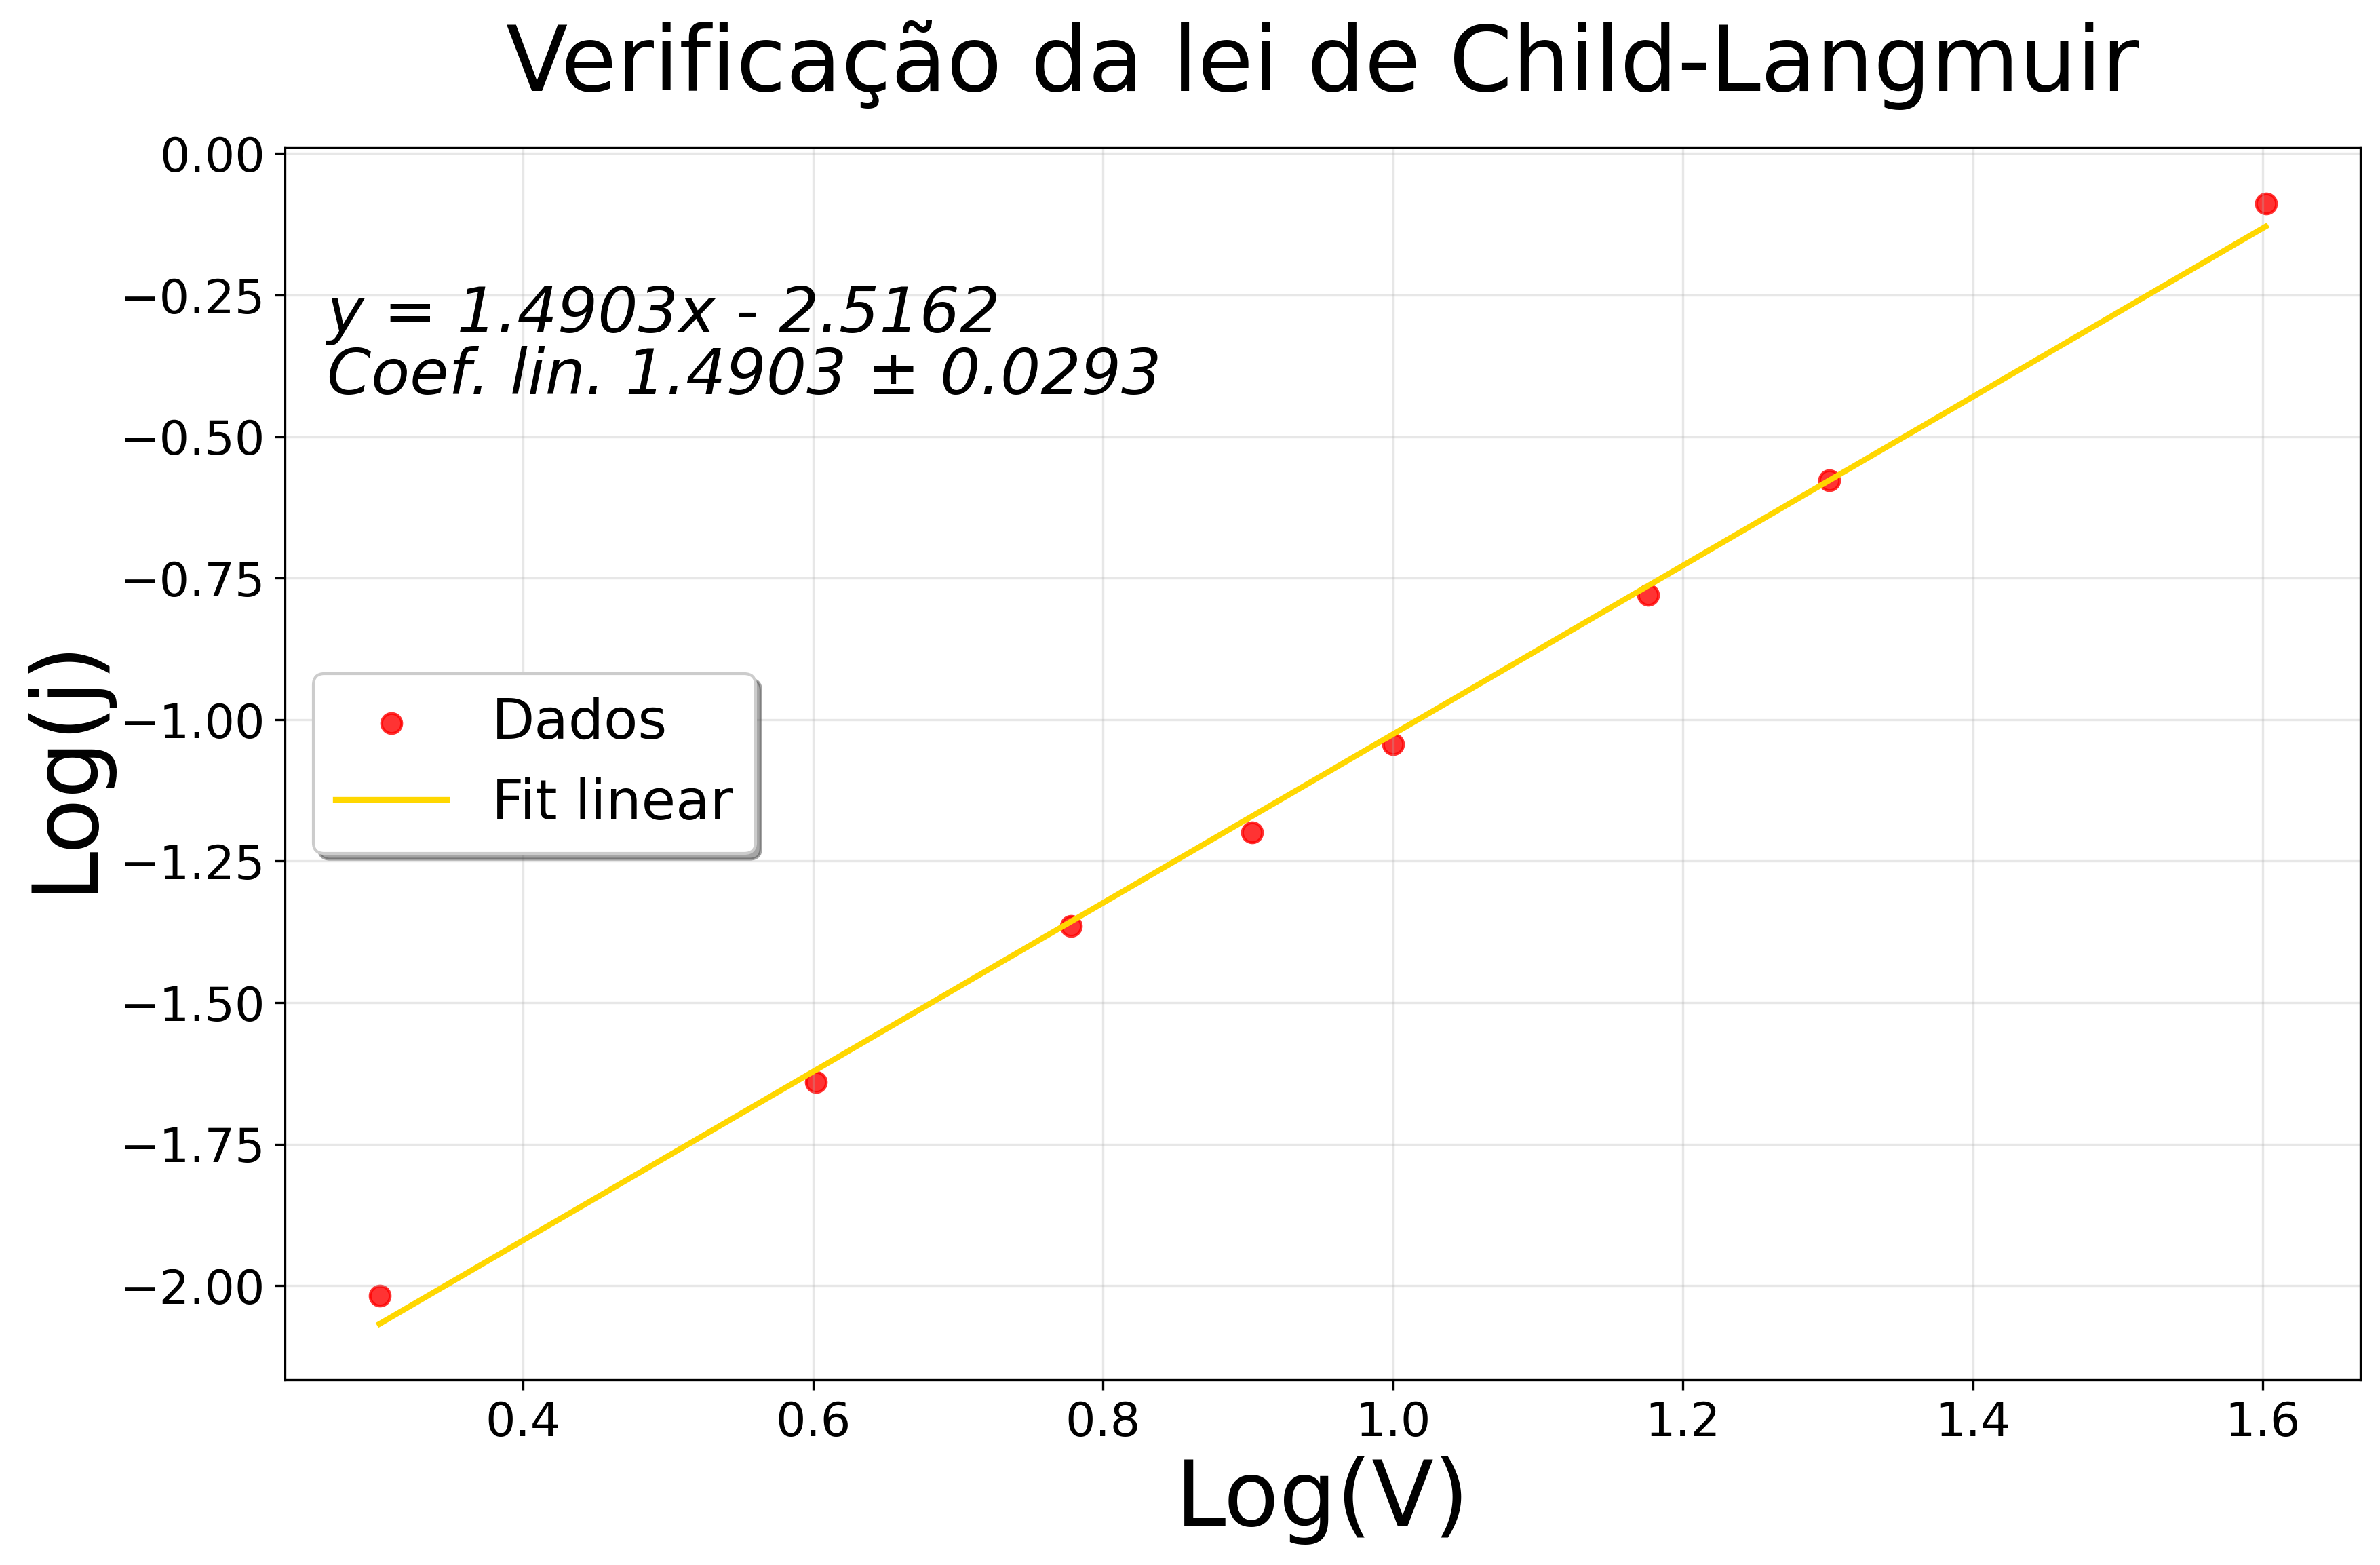 Verificação da lei de Child-Langmuir
0.00
−0.25
y = 1.4903x - 2.5162
Coef. lin. 1.4903 ± 0.0293
−0.50
−0.75
Dados
−1.00
Fit linear
−1.25
−1.50
−1.75
−2.00
Log(j)
0.4 0.6 0.8 1.0 1.2 1.4 1.6
Log(V)